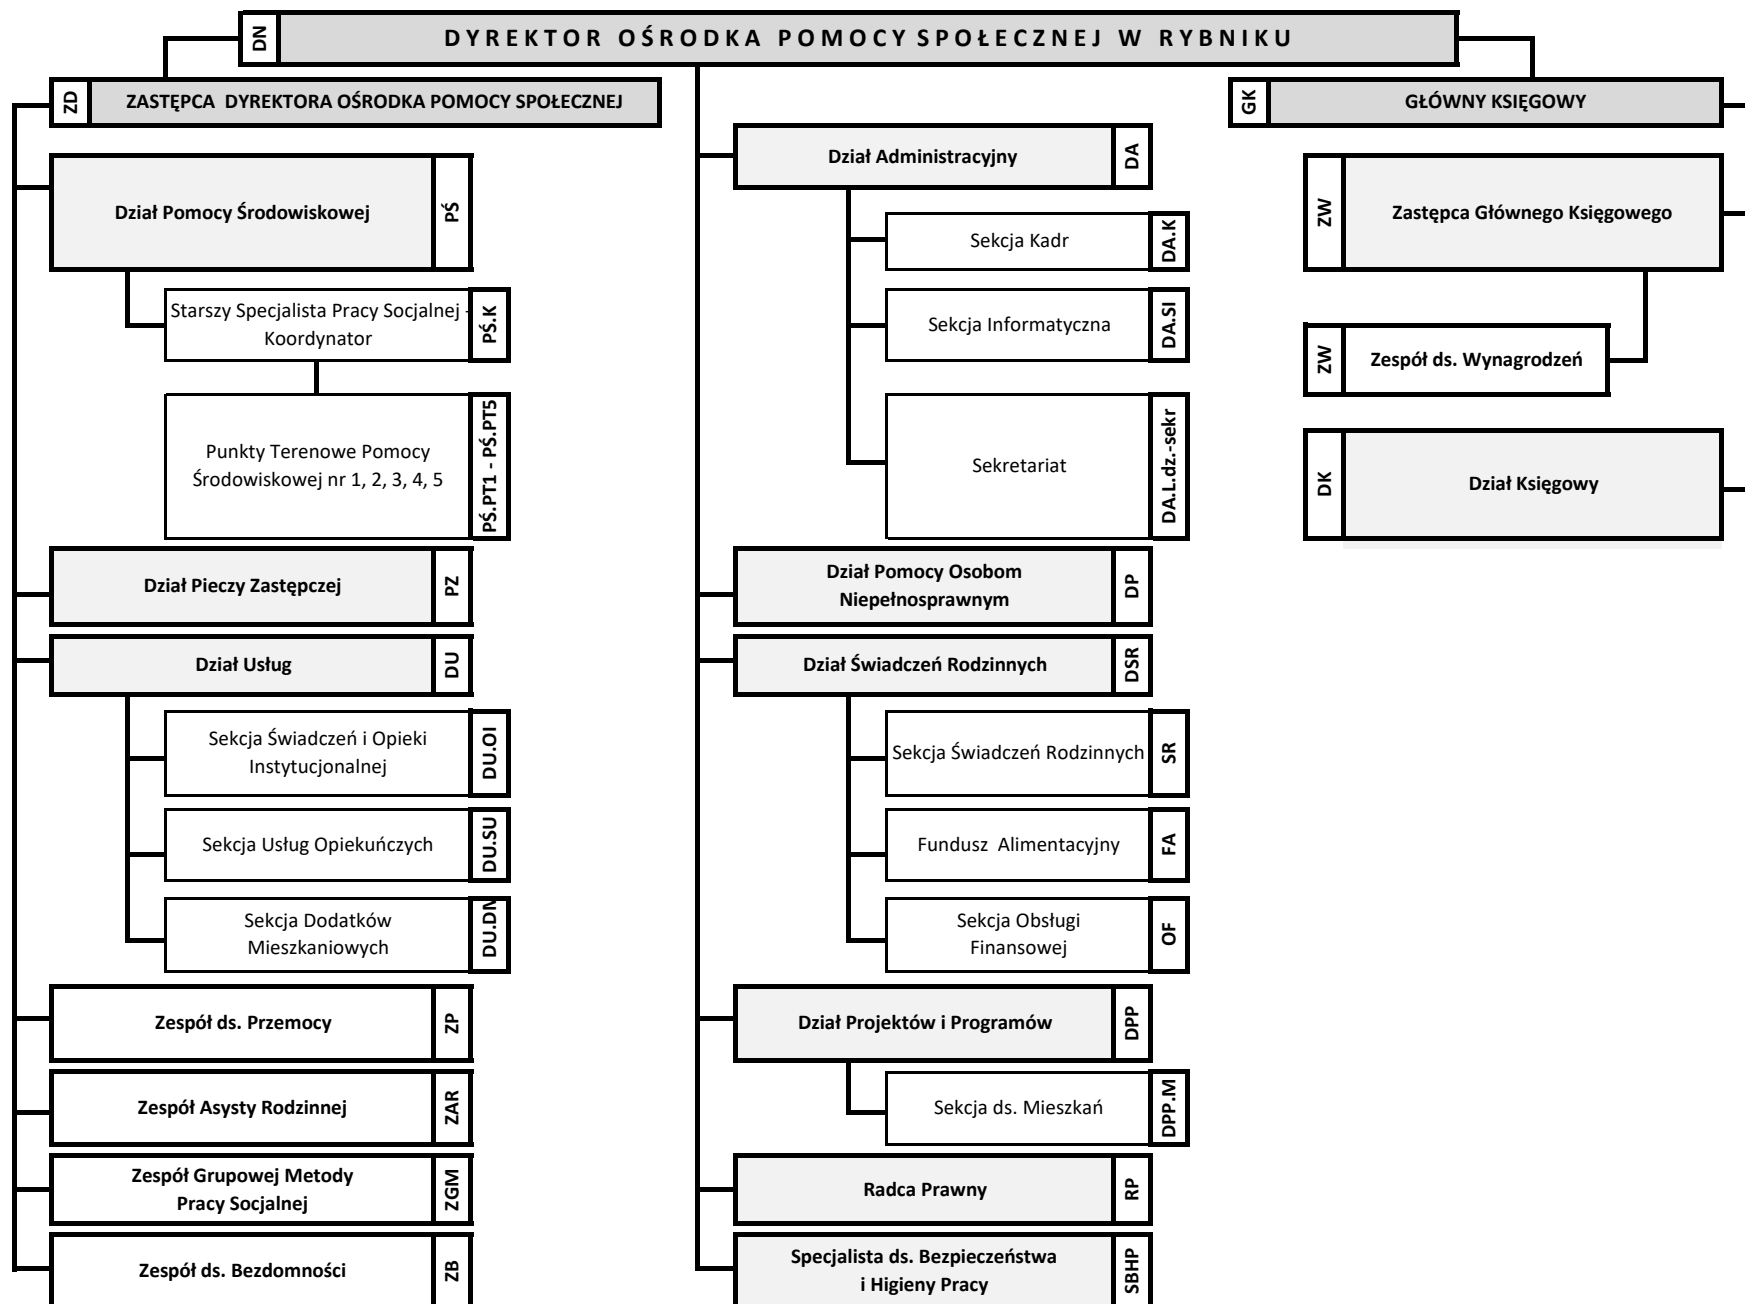 DN
DYREKTOR OŚRODKA POMOCY SPOŁECZNEJ W RYBNIKU
ZD
ZASTĘPCA DYREKTORA OŚRODKA POMOCY SPOŁECZNEJ
GK
GŁÓWNY KSIĘGOWY
Dział Pomocy Środowiskowej
PŚ
Starszy Specjalista Pracy Socjalnej -
Koordynator
PŚ.K
Punkty Terenowe Pomocy
Środowiskowej nr 1, 2, 3, 4, 5
PŚ.PT1 - PŚ.PT5
Dział Pieczy Zastępczej
PZ
Dział Usług
DU
Sekcja Świadczeń i Opieki
Instytucjonalnej
DU.OI
Sekcja Usług Opiekuńczych
DU.SU
Sekcja Dodatków
Mieszkaniowych
Zespół ds. Przemocy
ZP
Zespół Asysty Rodzinnej
ZAR
Zespół Grupowej Metody
Pracy Socjalnej
ZGM
Zespół ds. Bezdomności
ZB
Dział Administracyjny
DA
Sekcja Kadr
DA.K
Sekcja Informatyczna
DA.SI
Sekretariat
DA.L.dz.-sekr
Dział Pomocy Osobom
Niepełnosprawnym
DP
Dział Świadczeń Rodzinnych
DSR
Sekcja Świadczeń Rodzinnych
SR
Fundusz Alimentacyjny
FA
Sekcja Obsługi
Finansowej
OF
Dział Projektów i Programów
DPP
Sekcja ds. Mieszkań
DPP.M
Radca Prawny
RP
Specjalista ds. Bezpieczeństwa
i Higieny Pracy
SBHP
ZW
Zastępca Głównego Księgowego
ZW
Zespół ds. Wynagrodzeń
DK
Dział Księgowy